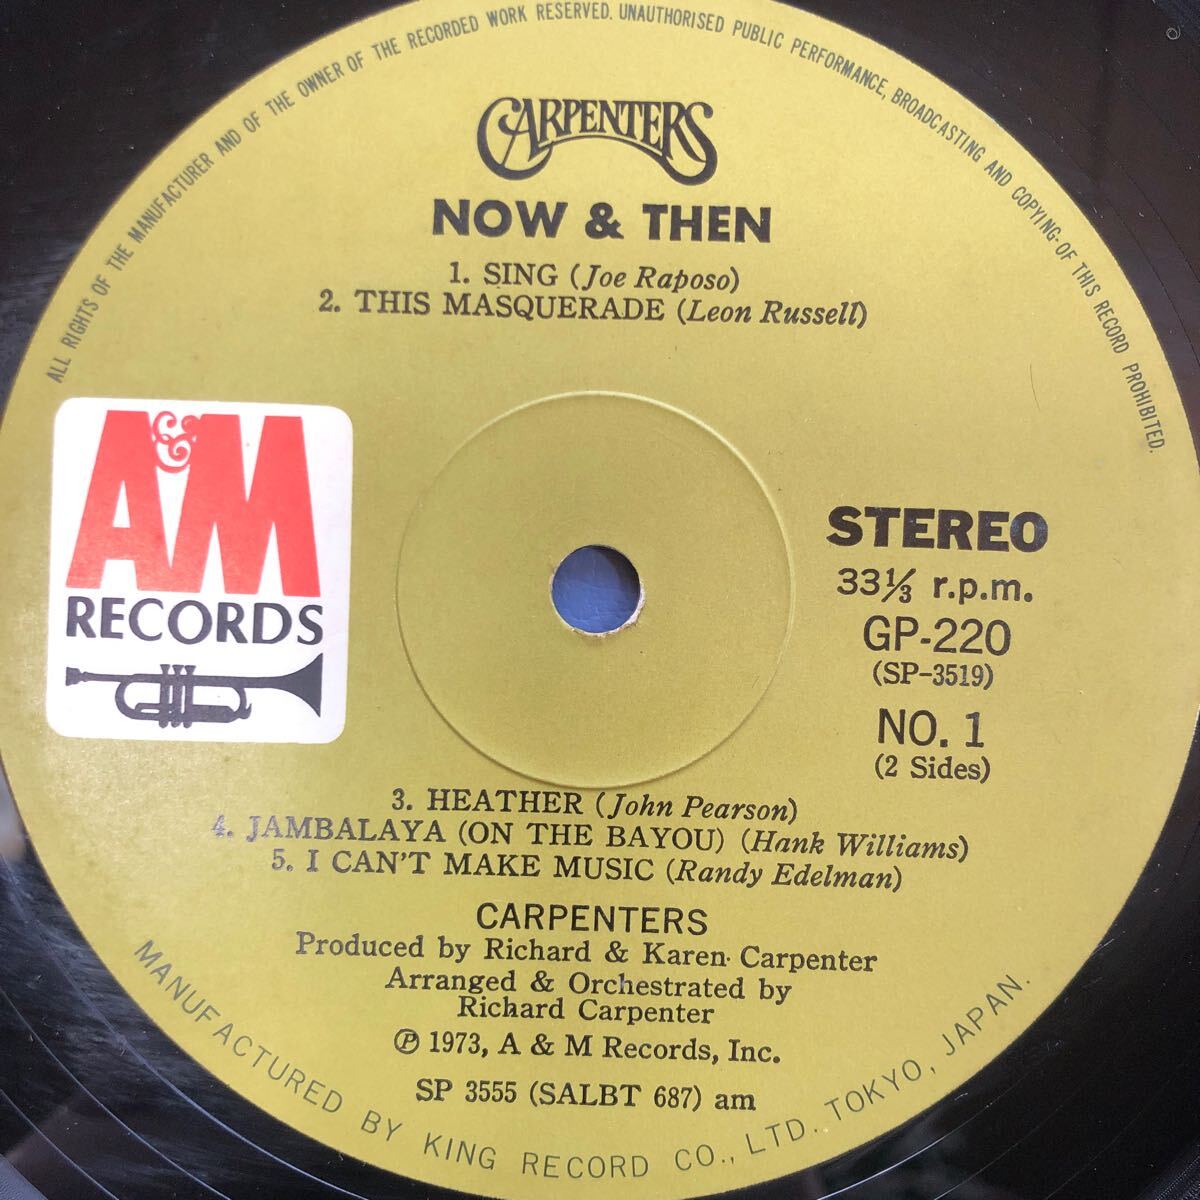 ALL RIGHTS OF THE MANUFACTURER AND OF THE OWNER OF THE RECORDED WORK RESERVED. UNAUTHORISED PUBLIC PERFORMANCE, BROADCASTING AND COPYING OF THIS RECORD PROHIBITED.
CARPENTERS
NOW & THEN
1. SING (Joe Raposo)
2. THIS MASQUERADE (Leon Russell)
A&M
RECORDS
STEREO
33⅓ r.p.m.
GP-220
(SP-3519)
NO. 1
(2 Sides)
3. HEATHER (John Pearson)
4. JAMBALAYA (ON THE BAYOU) (Hank Williams)
5. I CAN'T MAKE MUSIC (Randy Edelman)
CARPENTERS
Produced by Richard & Karen Carpenter
Arranged & Orchestrated by
Richard Carpenter
℗ 1973, A & M Records, Inc.
SP 3555 (SALBT 687) am
MANUFACTURED BY KING RECORD CO., LTD., TOKYO, JAPAN.